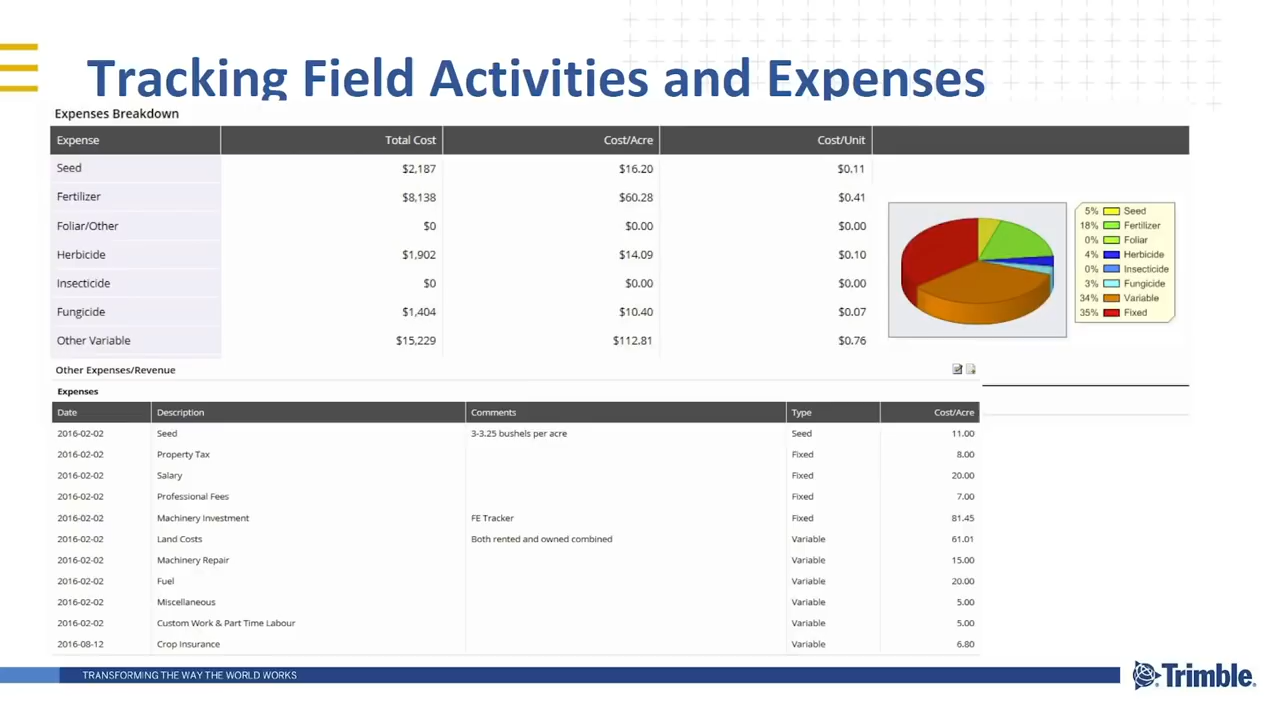 Tracking Field Activities and Expenses
Expenses Breakdown
Expense Total Cost Cost/Acre Cost/Unit
Seed $2,187 $16.20 $0.11
Fertilizer $8,138 $60.28 $0.41
Foliar/Other $0 $0.00 $0.00
Herbicide $1,902 $14.09 $0.10
Insecticide $0 $0.00 $0.00
Fungicide $1,404 $10.40 $0.07
Other Variable $15,229 $112.81 $0.76
5% Seed
18% Fertilizer
0% Foliar
4% Herbicide
0% Insecticide
3% Fungicide
34% Variable
35% Fixed
Other Expenses/Revenue
Expenses
Date Description Comments Type Cost/Acre
2016-02-02 Seed 3-3.25 bushels per acre Seed 11.00
2016-02-02 Property Tax Fixed 8.00
2016-02-02 Salary Fixed 20.00
2016-02-02 Professional Fees Fixed 7.00
2016-02-02 Machinery Investment FE Tracker Fixed 81.45
2016-02-02 Land Costs Both rented and owned combined Variable 61.01
2016-02-02 Machinery Repair Variable 15.00
2016-02-02 Fuel Variable 20.00
2016-02-02 Miscellaneous Variable 5.00
2016-02-02 Custom Work & Part Time Labour Variable 5.00
2016-08-12 Crop Insurance Variable 6.80
TRANSFORMING THE WAY THE WORLD WORKS
Trimble